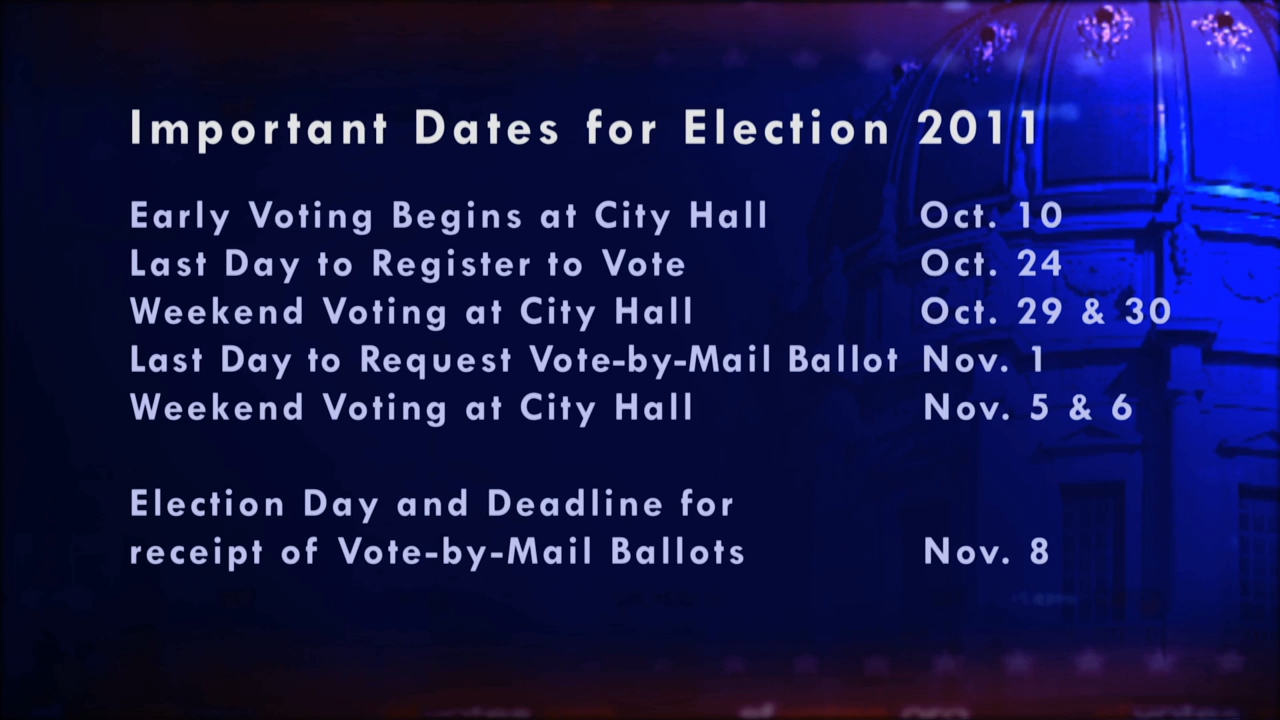 Important Dates for Election 2011
Early Voting Begins at City Hall Oct. 10
Last Day to Register to Vote Oct. 24
Weekend Voting at City Hall Oct. 29 & 30
Last Day to Request Vote-by-Mail Ballot Nov. 1
Weekend Voting at City Hall Nov. 5 & 6
Election Day and Deadline for
receipt of Vote-by-Mail Ballots Nov. 8